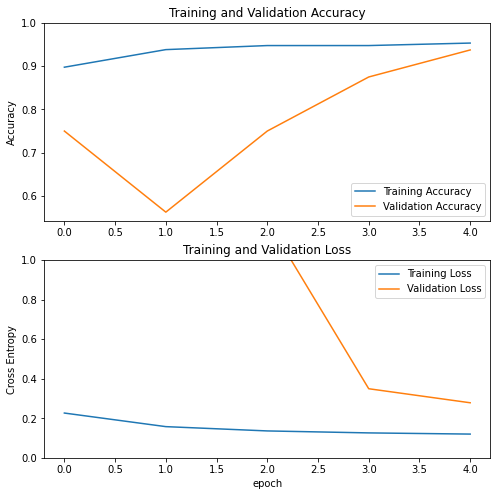 Training and Validation Accuracy
1.0
0.9
0.8
0.7
0.6
Accuracy
Training Accuracy
Validation Accuracy
0.0 0.5 1.0 1.5 2.0 2.5 3.0 3.5 4.0
Training and Validation Loss
1.0
0.8
0.6
0.4
0.2
0.0
Cross Entropy
Training Loss
Validation Loss
0.0 0.5 1.0 1.5 2.0 2.5 3.0 3.5 4.0
epoch